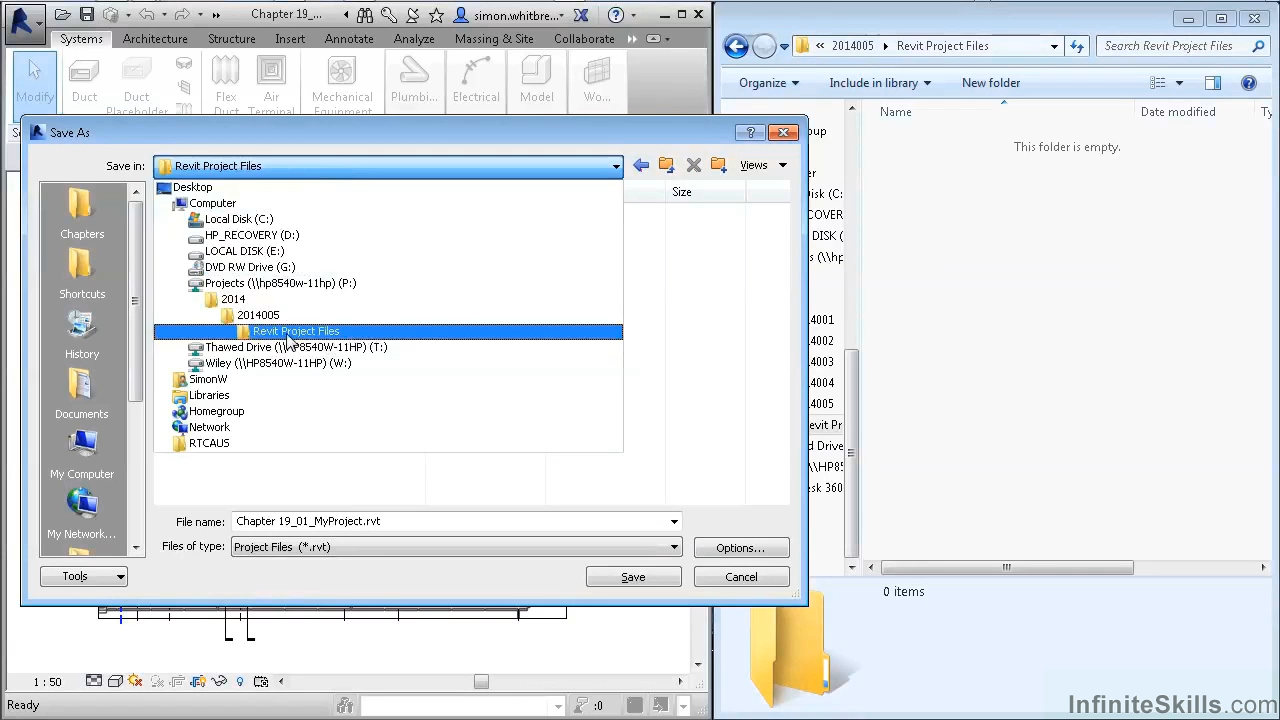 Chapter 19_...
simon.whitbre...
Systems
Architecture
Structure
Insert
Annotate
Analyze
Massing & Site
Collaborate
Modify
Duct
Duct
Placeholder
Flex
Duct
Air
Terminal
Mechanical
Equipment
Plumbi...
Electrical
Model
Wo...
Save As
Save in:
Revit Project Files
Views
Size
Desktop
Computer
Local Disk (C:)
HP_RECOVERY (D:)
LOCAL DISK (E:)
DVD RW Drive (G:)
Projects (\\hp8540w-11hp) (P:)
2014
2014005
Revit Project Files
Thawed Drive (\\HP8540W-11HP) (T:)
Wiley (\\HP8540W-11HP) (W:)
SimonW
Libraries
Homegroup
Network
RTCAUS
Chapters
Shortcuts
History
Documents
My Computer
My Network...
File name:
Chapter 19_01_MyProject.rvt
Files of type:
Project Files (*.rvt)
Options...
Tools
Save
Cancel
1 : 50
Ready
:0
2014005
Revit Project Files
Search Revit Project Files
Organize
Include in library
New folder
Name
Date modified
Ty
This folder is empty.
0 items
InfiniteSkills.com